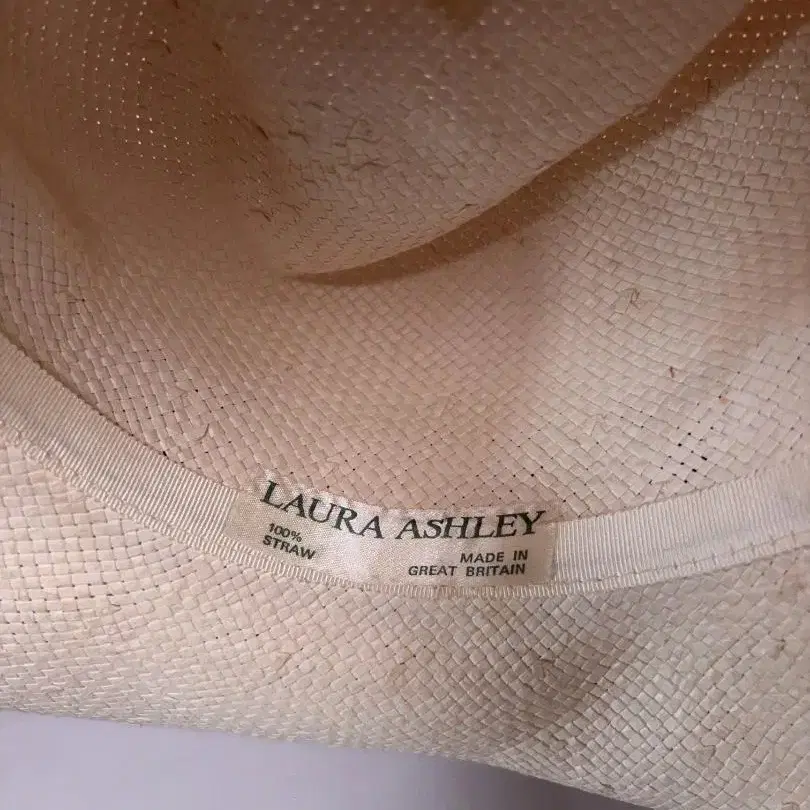 LAURA ASHLEY
100%
STRAW
MADE IN
GREAT BRITAIN